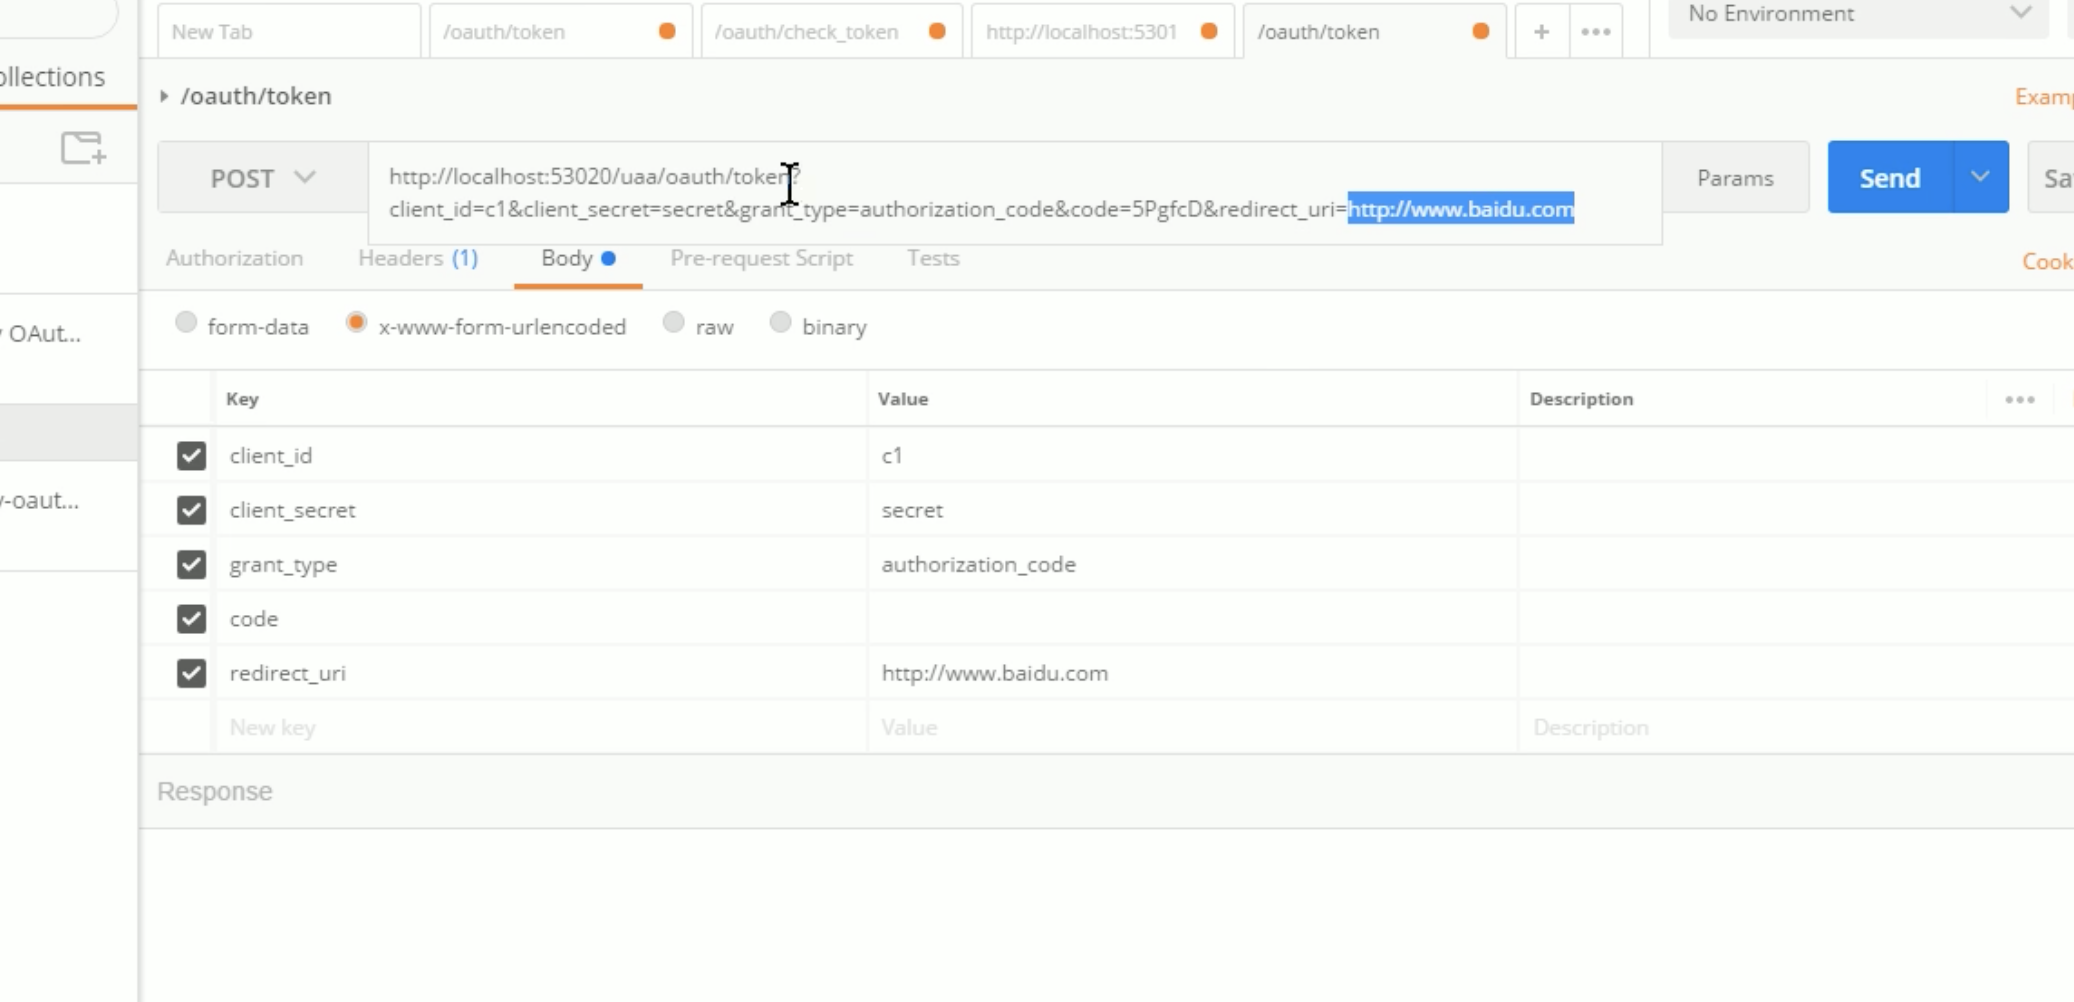 New Tab
/oauth/token
/oauth/check_token
http://localhost:5301
/oauth/token
+
•••
No Environment
ollections
/oauth/token
Examp
POST
http://localhost:53020/uaa/oauth/token?
client_id=c1&client_secret=secret&grant_type=authorization_code&code=5PgfcD&redirect_uri=http://www.baidu.com
Params
Send
Sa
Authorization
Headers (1)
Body
Pre-request Script
Tests
Cook
form-data
x-www-form-urlencoded
raw
binary
OAut...
-oaut...
Key
Value
Description
•••
client_id
c1
client_secret
secret
grant_type
authorization_code
code
redirect_uri
http://www.baidu.com
New key
Value
Description
Response